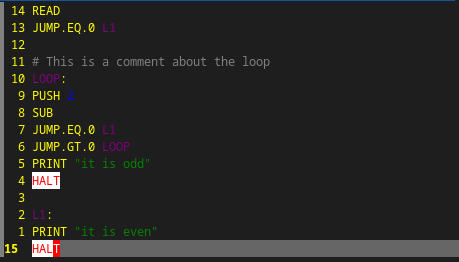 14 READ
13 JUMP.EQ.0 L1
12
11 # This is a comment about the loop
10 LOOP:
9 PUSH 2
8 SUB
7 JUMP.EQ.0 L1
6 JUMP.GT.0 LOOP
5 PRINT "it is odd"
4 HALT
3
2 L1:
1 PRINT "it is even"
15 HALT